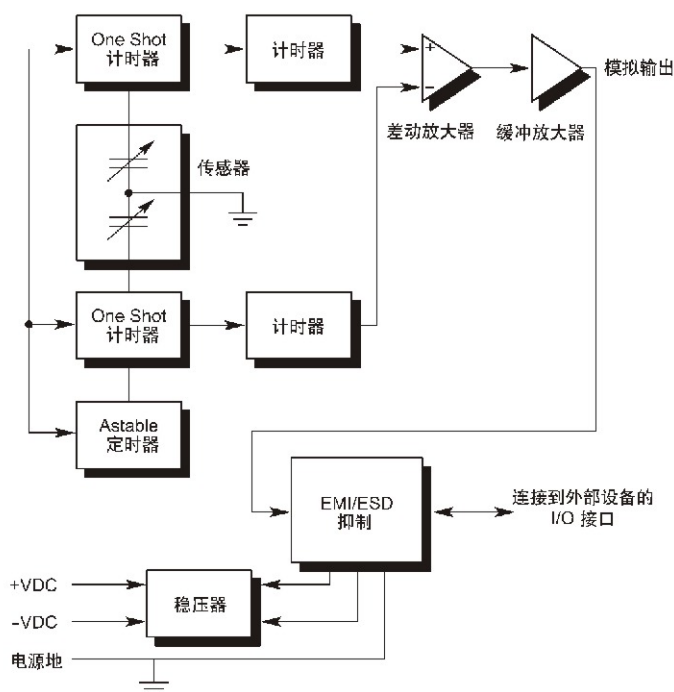 One Shot
计时器
计时器
+
−
模拟输出
差动放大器
缓冲放大器
传感器
One Shot
计时器
计时器
Astable
定时器
EMI/ESD
抑制
连接到外部设备的
I/O 接口
+VDC
稳压器
−VDC
电源地